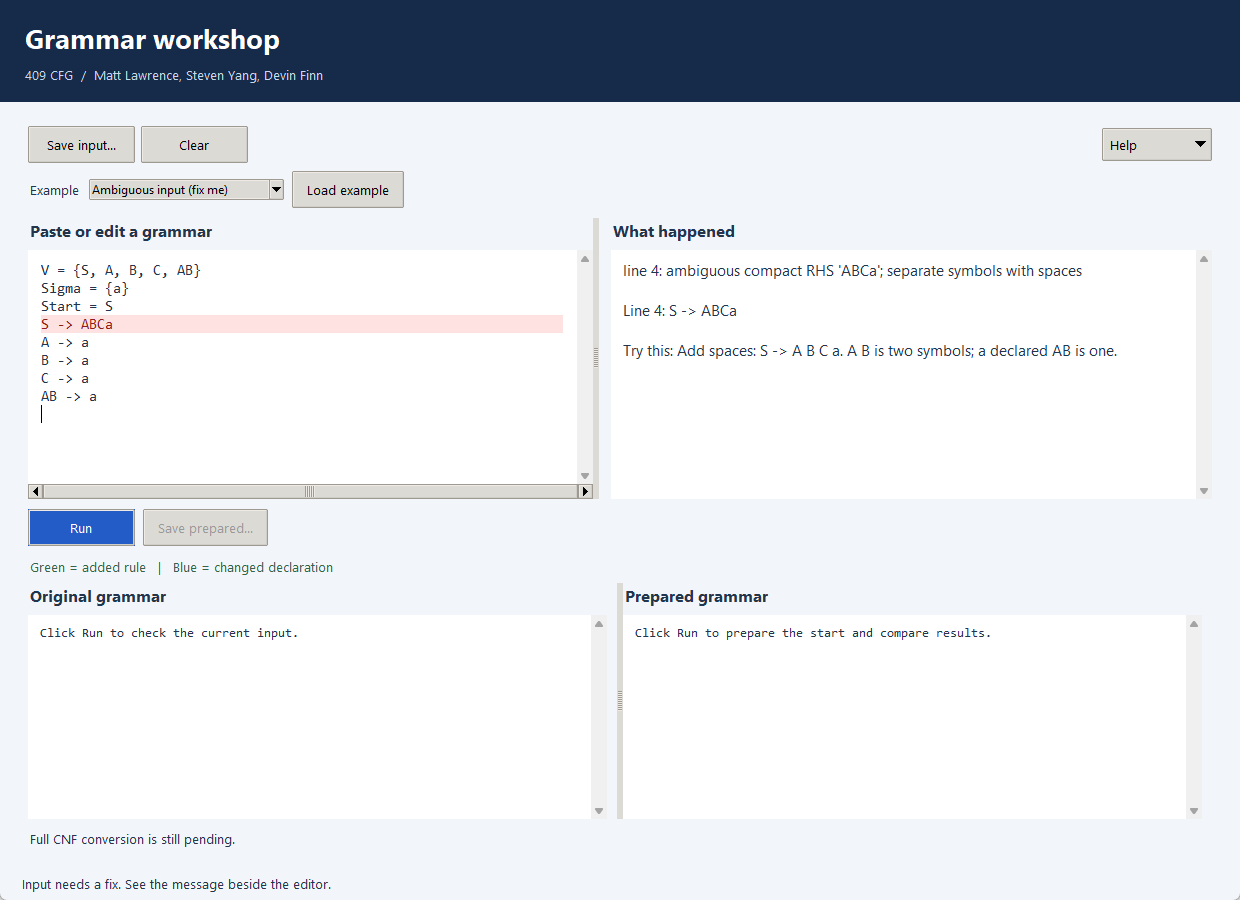 Grammar workshop
409 CFG / Matt Lawrence, Steven Yang, Devin Finn
Save input...
Clear
Help
Example
Ambiguous input (fix me)
Load example
Paste or edit a grammar
V = {S, A, B, C, AB}
Sigma = {a}
Start = S
S -> ABCa
A -> a
B -> a
C -> a
AB -> a
What happened
line 4: ambiguous compact RHS 'ABCa'; separate symbols with spaces
Line 4: S -> ABCa
Try this: Add spaces: S -> A B C a. A B is two symbols; a declared AB is one.
Run
Save prepared...
Green = added rule | Blue = changed declaration
Original grammar
Click Run to check the current input.
Prepared grammar
Click Run to prepare the start and compare results.
Full CNF conversion is still pending.
Input needs a fix. See the message beside the editor.